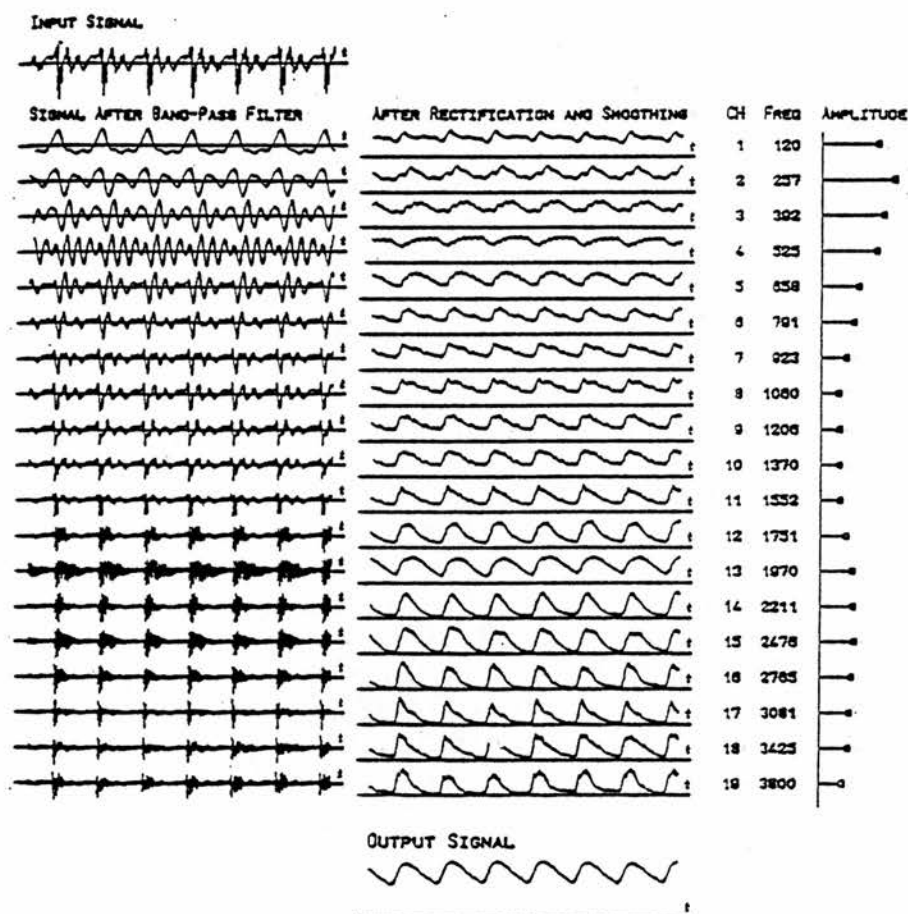 INPUT SIGNAL
t
SIGNAL AFTER BAND-PASS FILTER AFTER RECTIFICATION AND SMOOTHING CH FREQ AMPLITUDE
t t 1 120
t t 2 257
t t 3 392
t t 4 525
t t 5 658
t t 6 791
t t 7 923
t t 8 1060
t t 9 1206
t t 10 1370
t t 11 1552
t t 12 1751
t t 13 1970
t t 14 2211
t t 15 2476
t t 16 2765
t t 17 3081
t t 18 3425
t t 19 3800
OUTPUT SIGNAL
t